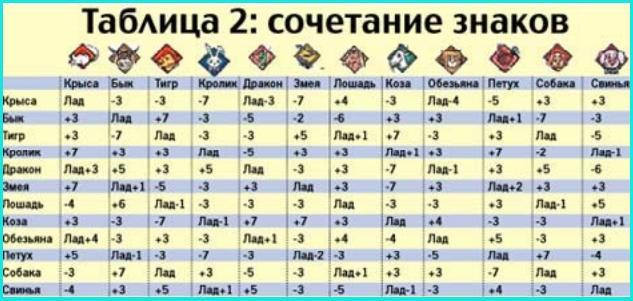 Таблица 2: сочетание знаков
Крыса Бык Тигр Кролик Дракон Змея Лошадь Коза Обезьяна Петух Собака Свинья
Крыса Лад -3 -3 -7 Лад-3 -7 +4 -3 Лад-4 -5 +3 +3
Бык +3 Лад +7 -3 -5 -2 -6 +3 +3 Лад+1 -7 -3
Тигр +3 -7 Лад -3 -3 +5 Лад+1 +7 -3 +3 Лад -5
Кролик +7 +3 +3 Лад -5 +3 +3 Лад+1 +3 +7 -2 Лад-1
Дракон Лад+3 +5 +3 +5 Лад -3 +3 -7 Лад-1 +3 +5 -6
Змея +7 Лад+1 -5 -3 +3 Лад +3 -7 +3 Лад+2 +3 +3
Лошадь -4 +6 Лад-1 -3 -3 -3 Лад -3 -3 +3 Лад-1 +5
Коза +3 -3 -7 Лад-1 +7 +7 +3 Лад +4 -3 -3 Лад+1
Обезьяна Лад+4 -3 +3 -3 Лад+1 -3 +4 -4 Лад +5 -3 +3
Петух +5 Лад-1 -3 -7 -3 Лад-2 -3 +3 -5 Лад +7 -4
Собака -3 +7 Лад +3 -5 -3 Лад+1 +3 +3 -7 Лад +3
Свинья -4 +3 +5 Лад+1 +5 -3 -5 Лад-1 -3 +4 -3 Лад